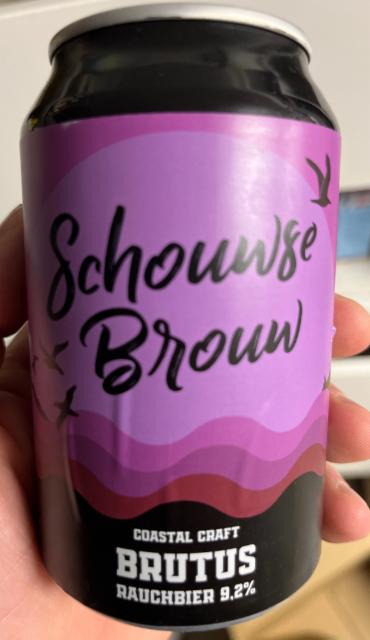 Schouwse
Brouw
COASTAL CRAFT
BRUTUS
RAUCHBIER 9,2%